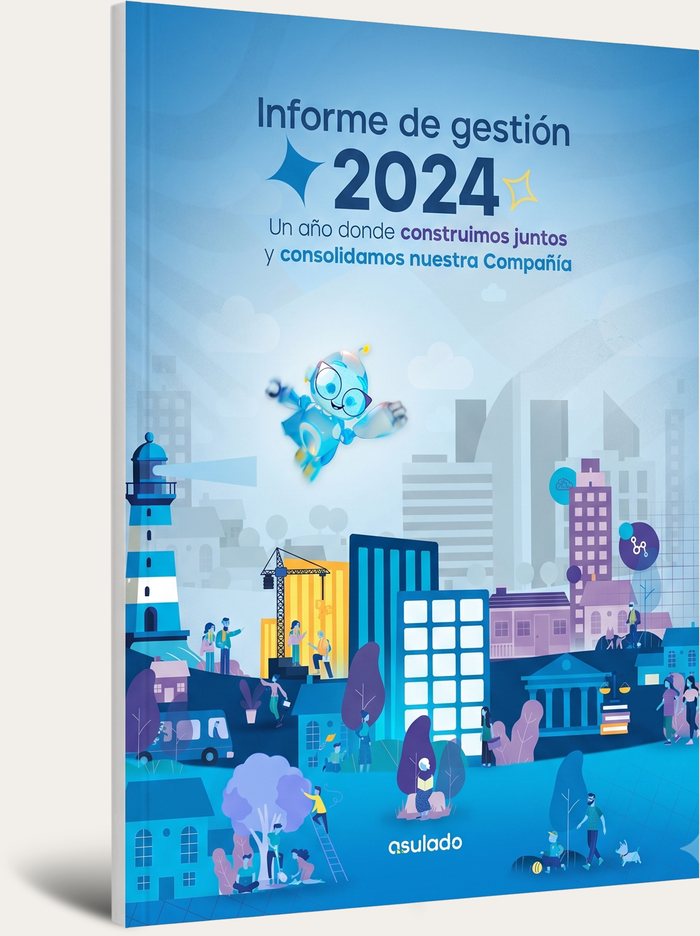 Informe de gestión
2024
Un año donde construimos juntos
y consolidamos nuestra Compañía
asulado